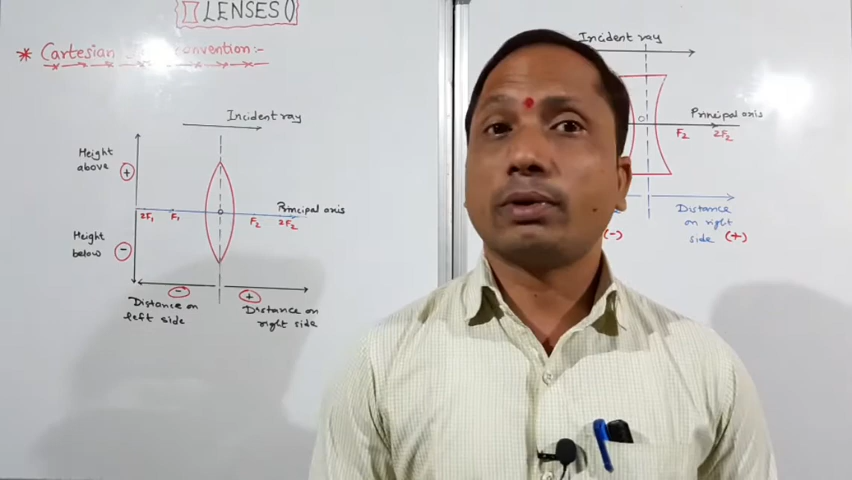 LENSES()
* Cartesian convention:-
Incident ray
Height
above
+
2F₁ F₁
F₂ 2F₂
Principal axis
Height
below
-
-
+
Distance on
left side
Distance on
right side
Incident ray
Principal axis
F₂ 2F₂
(-)
Distance
on right
side (+)